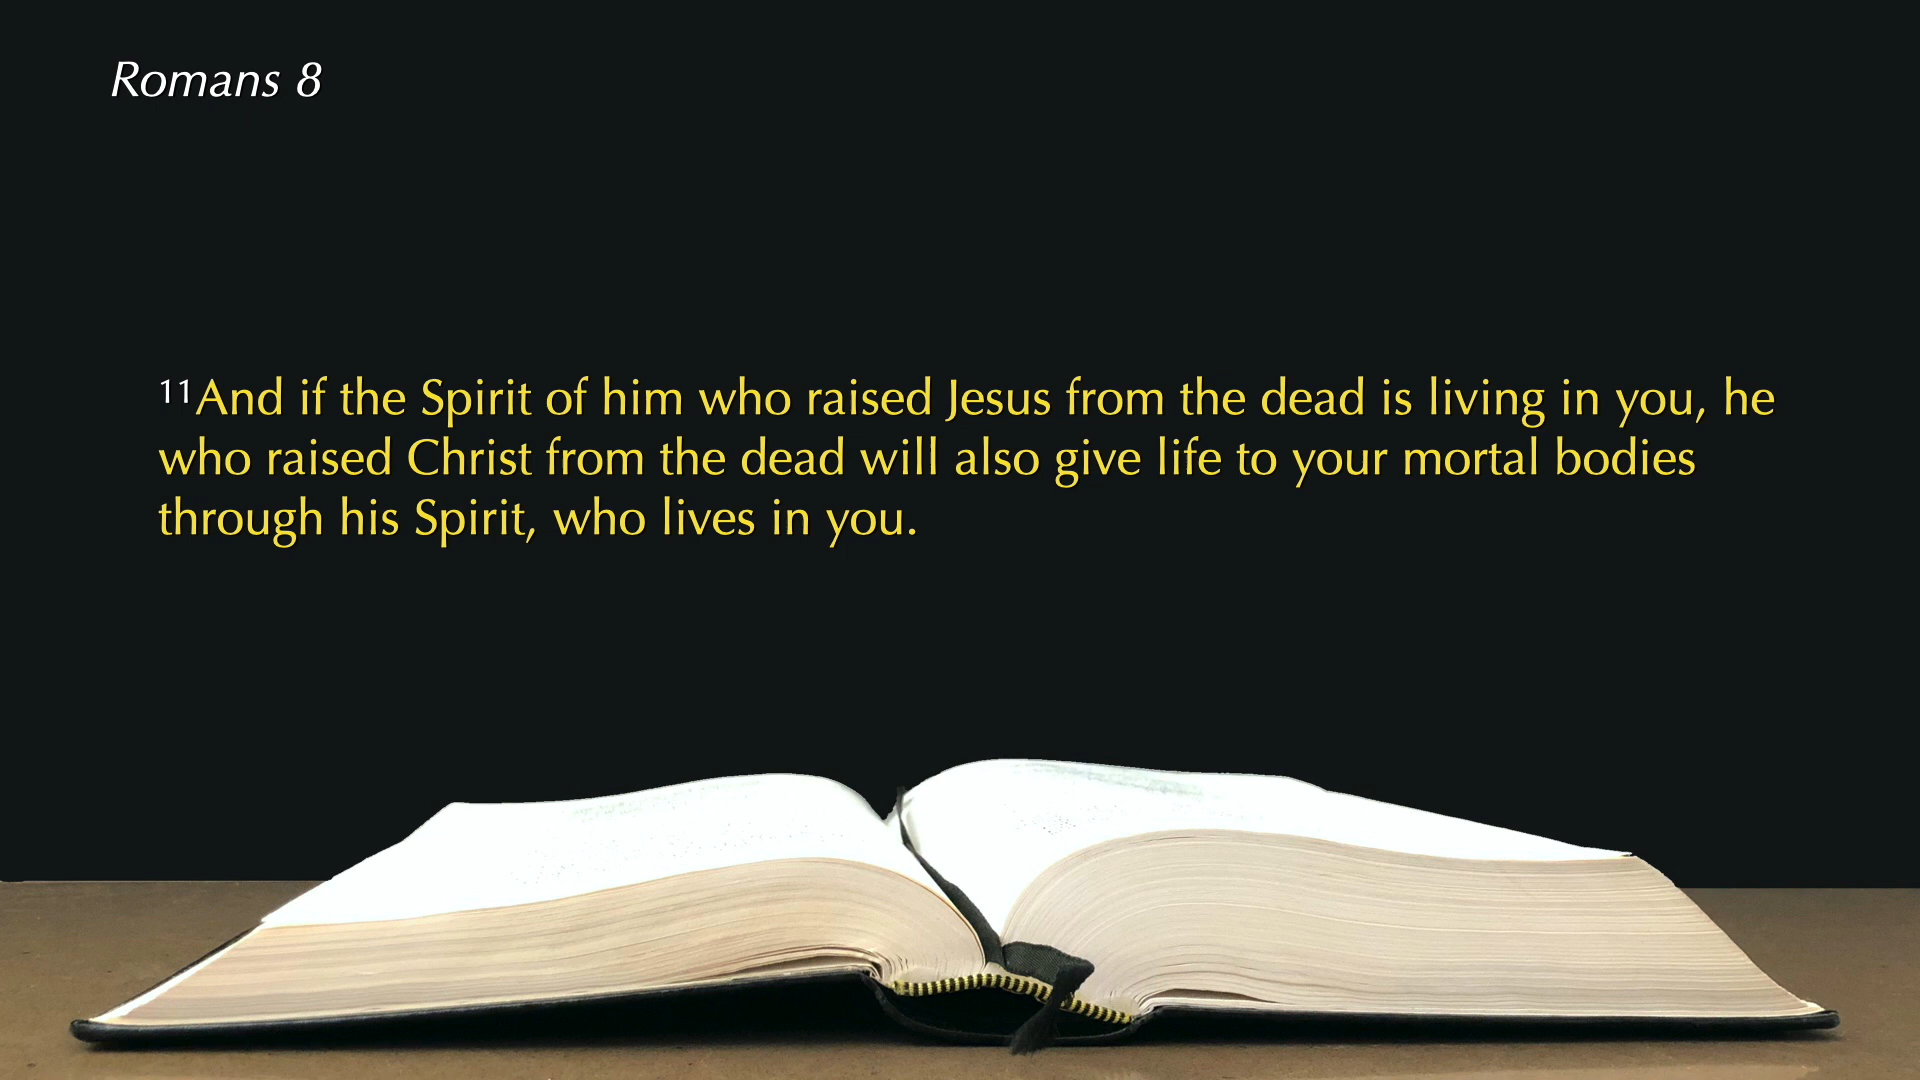 Romans 8
¹¹And if the Spirit of him who raised Jesus from the dead is living in you, he
who raised Christ from the dead will also give life to your mortal bodies
through his Spirit, who lives in you.